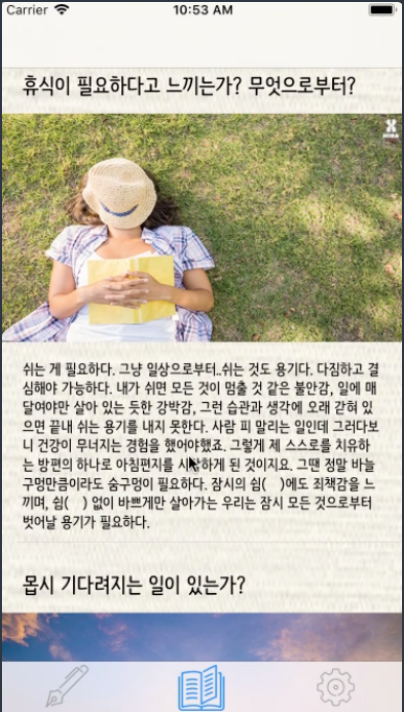 Carrier 10:53 AM
휴식이 필요하다고 느끼는가? 무엇으로부터?
쉬는 게 필요하다. 그냥 일상으로부터..쉬는 것도 용기다. 다짐하고 결
심해야 가능하다. 내가 쉬면 모든 것이 멈출 것 같은 불안감, 일에 매
달여야만 살아 있는 듯한 강박감, 그런 습관과 생각에 오래 갇혀 있
으면 끝내 쉬는 용기를 내지 못한다. 사람 피 말리는 일인데 그러다보
니 건강이 무너지는 경험을 했어야했죠. 그렇게 제 스스로를 치유하
는 방편의 하나로 아침편지를 시작하게 된 것이지요. 그땐 정말 바늘
구멍만큼이라도 숨구멍이 필요하다. 잠시의 쉼(   )에도 죄책감을 느
끼며, 쉼(   ) 없이 바쁘게만 살아가는 우리는 잠시 모든 것으로부터
벗어날 용기가 필요하다.
몹시 기다려지는 일이 있는가?